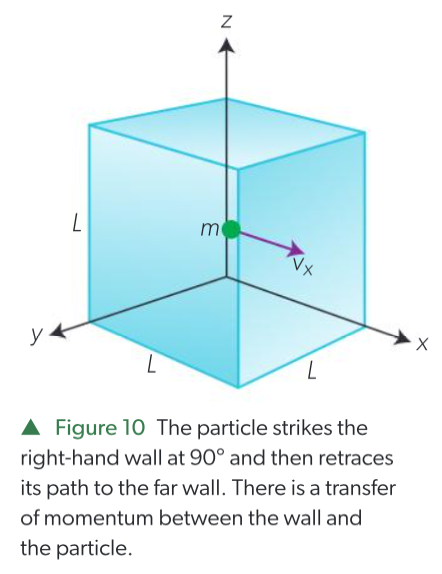 z
L
m
vx
y
x
L
L
▲ Figure 10 The particle strikes the
right-hand wall at 90° and then retraces
its path to the far wall. There is a transfer
of momentum between the wall and
the particle.